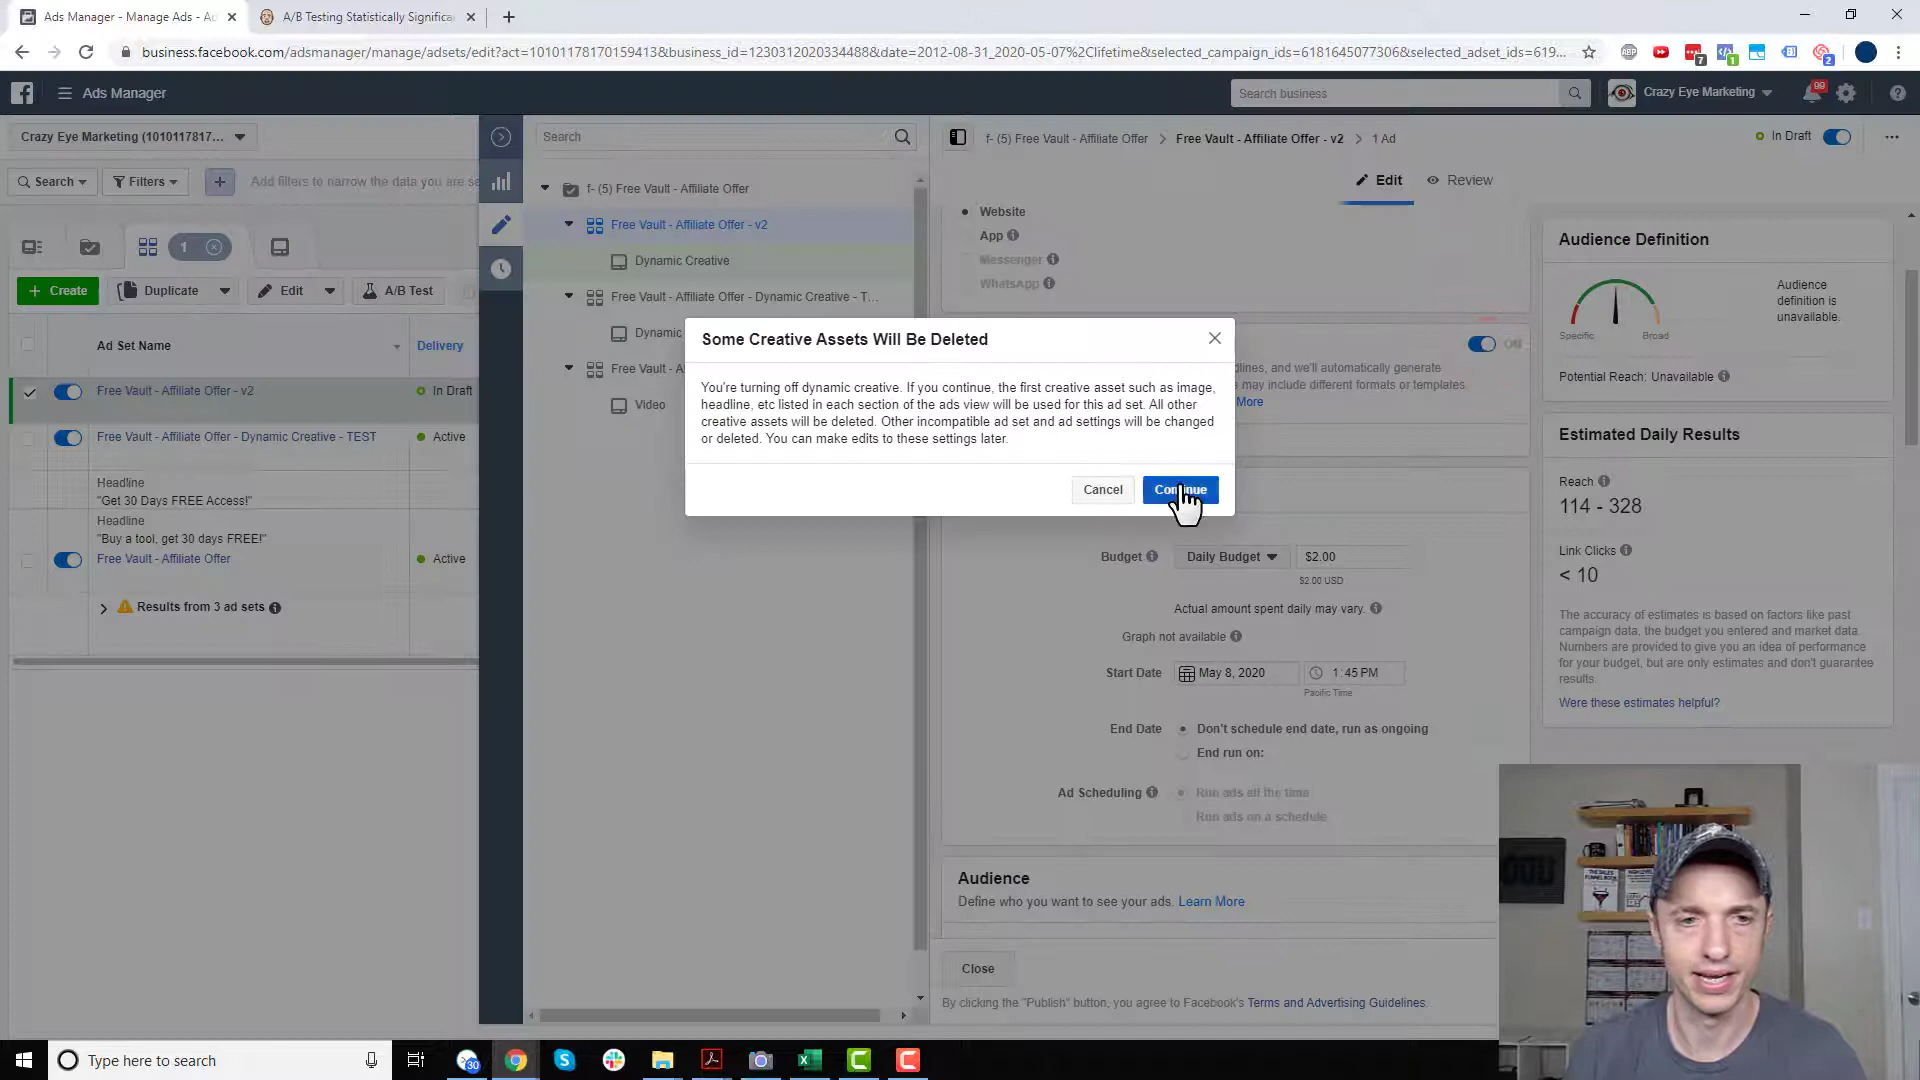 Ads Manager - Manage Ads - Ad
A/B Testing Statistically Significa
business.facebook.com/adsmanager/manage/adsets/edit?act=10101178170159413&business_id=1230312020334488&date=2012-08-31_2020-05-07%2Clifetime&selected_campaign_ids=6181645077306&selected_adset_ids=619...
ABP
7
1
2
Ads Manager
Search business
Crazy Eye Marketing
99
Crazy Eye Marketing (1010117817...
Search
f- (5) Free Vault - Affiliate Offer
Free Vault - Affiliate Offer - v2
1 Ad
In Draft
Search
Filters
Add filters to narrow the data you are se
Edit
Review
f- (5) Free Vault - Affiliate Offer
Free Vault - Affiliate Offer - v2
Dynamic Creative
Free Vault - Affiliate Offer - Dynamic Creative - T...
Dynamic
Free Vault - A
Video
1
Create
Duplicate
Edit
A/B Test
Ad Set Name
Delivery
Free Vault - Affiliate Offer - v2
In Draft
Free Vault - Affiliate Offer - Dynamic Creative - TEST
Active
Headline
"Get 30 Days FREE Access!"
Headline
"Buy a tool, get 30 days FREE!"
Free Vault - Affiliate Offer
Active
Results from 3 ad sets
Website
App
Messenger
WhatsApp
Off
dlines, and we'll automatically generate
e may include different formats or templates.
More
Some Creative Assets Will Be Deleted
You're turning off dynamic creative. If you continue, the first creative asset such as image,
headline, etc listed in each section of the ads view will be used for this ad set. All other
creative assets will be deleted. Other incompatible ad set and ad settings will be changed
or deleted. You can make edits to these settings later.
Cancel
Continue
Budget
Daily Budget
$2.00
$2.00 USD
Actual amount spent daily may vary.
Graph not available
Start Date
May 8, 2020
1:45 PM
Pacific Time
End Date
Don't schedule end date, run as ongoing
End run on:
Ad Scheduling
Run ads all the time
Run ads on a schedule
Audience
Define who you want to see your ads. Learn More
Close
By clicking the "Publish" button, you agree to Facebook's Terms and Advertising Guidelines.
Audience Definition
Specific
Broad
Audience
definition is
unavailable.
Potential Reach: Unavailable
Estimated Daily Results
Reach
114 - 328
Link Clicks
< 10
The accuracy of estimates is based on factors like past
campaign data, the budget you entered and market data.
Numbers are provided to give you an idea of performance
for your budget, but are only estimates and don't guarantee
results.
Were these estimates helpful?
Type here to search
30